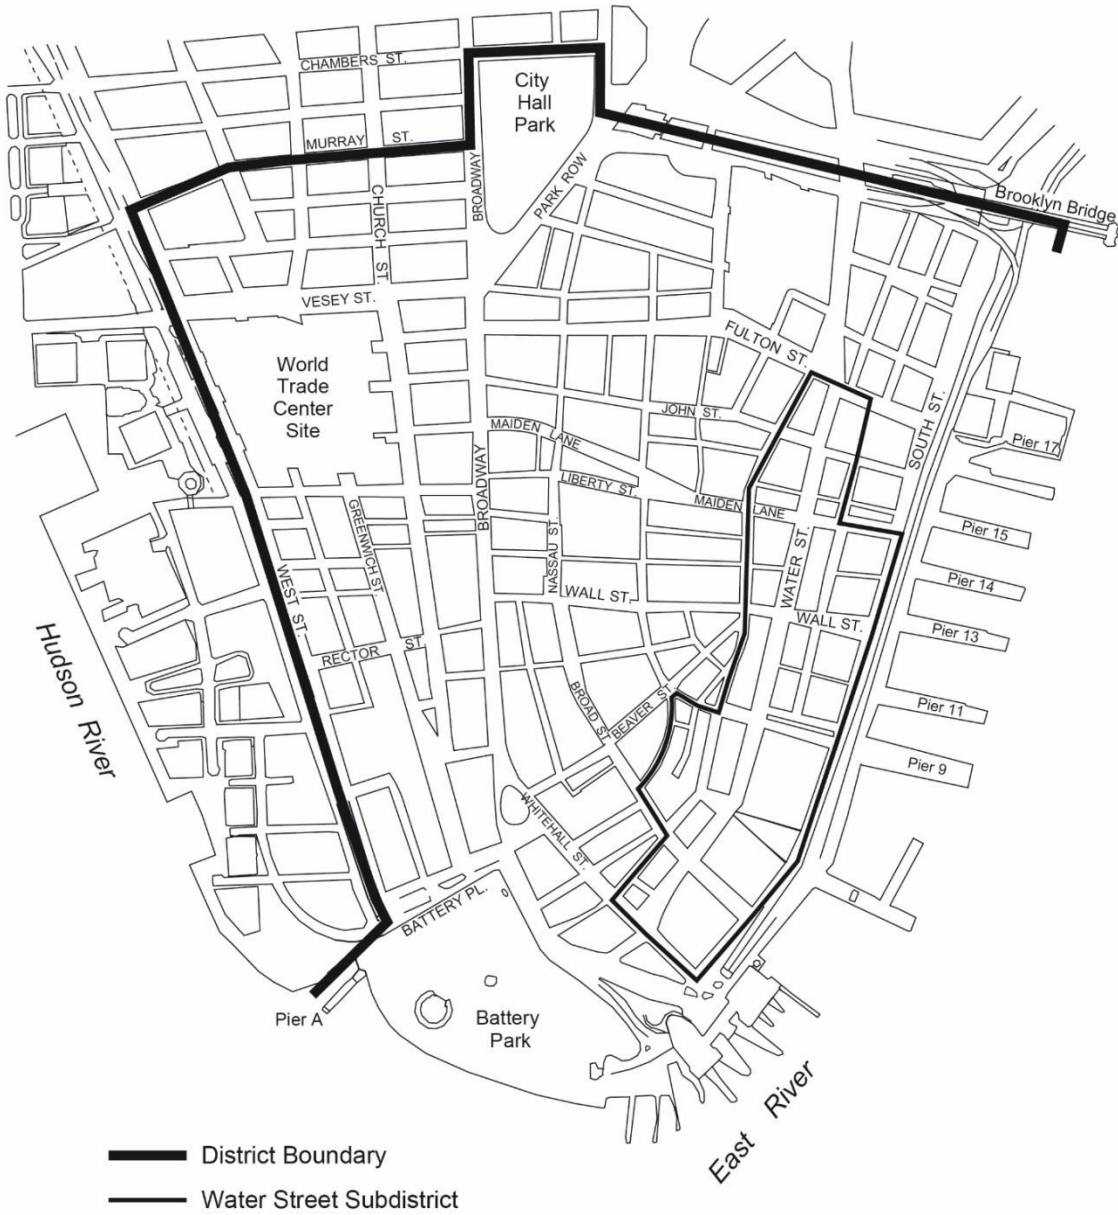 CHAMBERS ST.
City
Hall
Park
MURRAY ST.
BROADWAY
PARK ROW
CHURCH ST.
Brooklyn Bridge
VESEY ST.
World
Trade
Center
Site
FULTON ST.
JOHN ST.
SOUTH ST.
MAIDEN LANE
BROADWAY
LIBERTY ST.
MAIDEN LANE
Pier 17
GREENWICH ST
NASSAU ST.
WATER ST.
Pier 15
Pier 14
WEST ST.
WALL ST.
WALL ST.
Pier 13
RECTOR ST.
Hudson River
BROAD ST.
BEAVER ST.
Pier 11
Pier 9
WHITEHALL ST.
BATTERY PL.
Pier A
Battery
Park
East River
District Boundary
Water Street Subdistrict